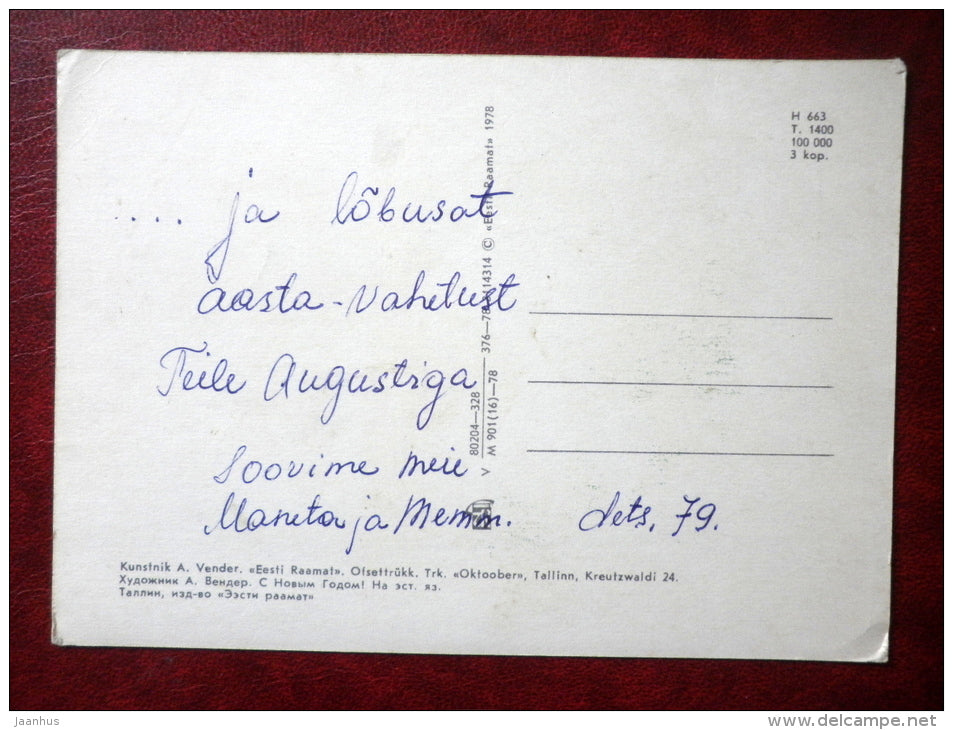 H 663
T. 1400
100 000
3 kop.
... ja lõbusat
aasta-vahetust
Teile Augustiga
soovime meie
Maneta ja Memm.
dets. 79.
80204—328
M 901(16)—78
376—78 114314 © «Eesti Raamat» 1978
V
Kunstnik A. Vender. «Eesti Raamat». Ofsettrükk. Trk. «Oktoober», Tallinn, Kreutzwaldi 24.
Художник А. Вендер. С Новым Годом! На эст. яз.
Таллин, изд-во «Ээсти раамат»
jaanhus
delcampe.net